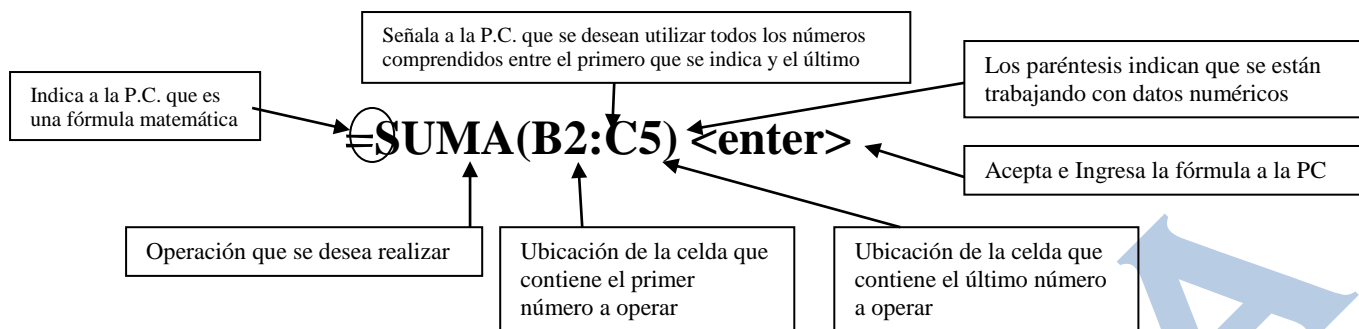 Señala a la P.C. que se desean utilizar todos los números
comprendidos entre el primero que se indica y el último
Indica a la P.C. que es
una fórmula matemática
Los paréntesis indican que se están
trabajando con datos numéricos
=SUMA(B2:C5) <enter>
Acepta e Ingresa la fórmula a la PC
Operación que se desea realizar
Ubicación de la celda que
contiene el primer
número a operar
Ubicación de la celda que
contiene el último número
a operar